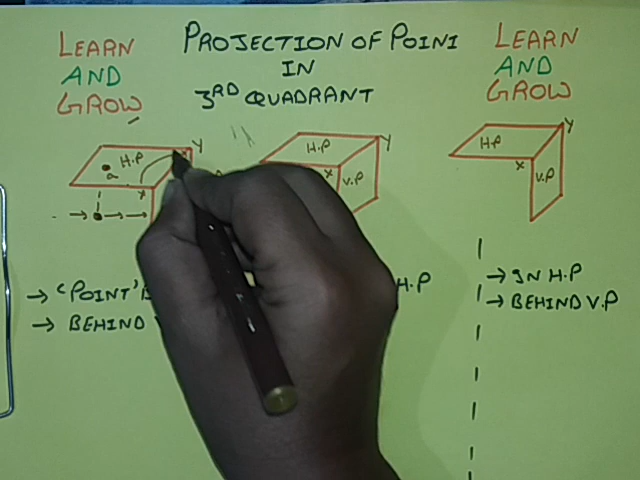 LEARN
AND
GROW
PROJECTION OF POINT
IN
3RD QUADRANT
LEARN
AND
GROW
H.P
Y
a
X
H.P
Y
X
V.P
H.P
Y
X
V.P
→ 'POINT'
→ BEHIND
H.P
→ IN H.P
→ BEHIND V.P